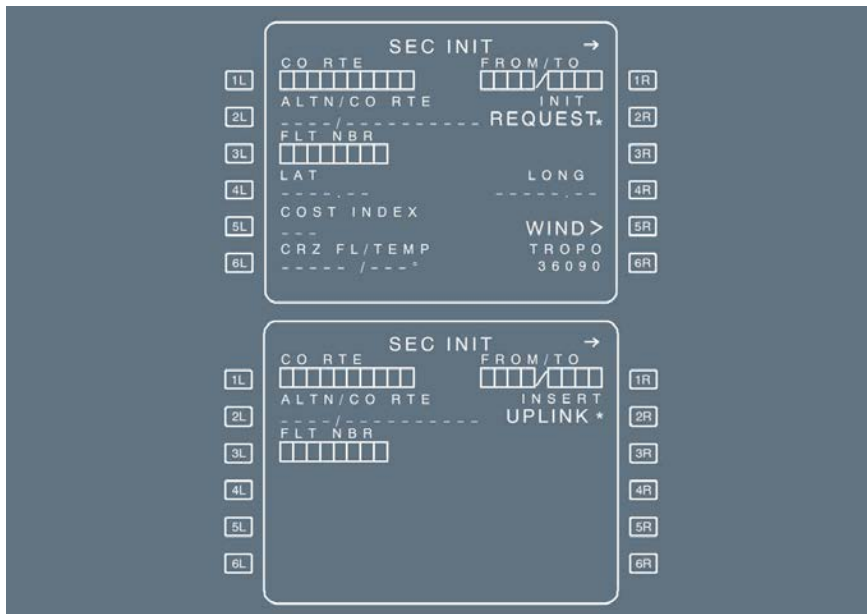 SEC INIT →
CO RTE FROM/TO
1L / 1R
ALTN/CO RTE INIT
2L ----/---------- REQUEST* 2R
FLT NBR
3L 3R
LAT LONG
4L ----.-- -----.-- 4R
COST INDEX
5L --- WIND> 5R
CRZ FL/TEMP TROPO
6L ----- /---° 36090 6R
SEC INIT →
CO RTE FROM/TO
1L / 1R
ALTN/CO RTE INSERT
2L ----/---------- UPLINK * 2R
FLT NBR
3L 3R
4L 4R
5L 5R
6L 6R